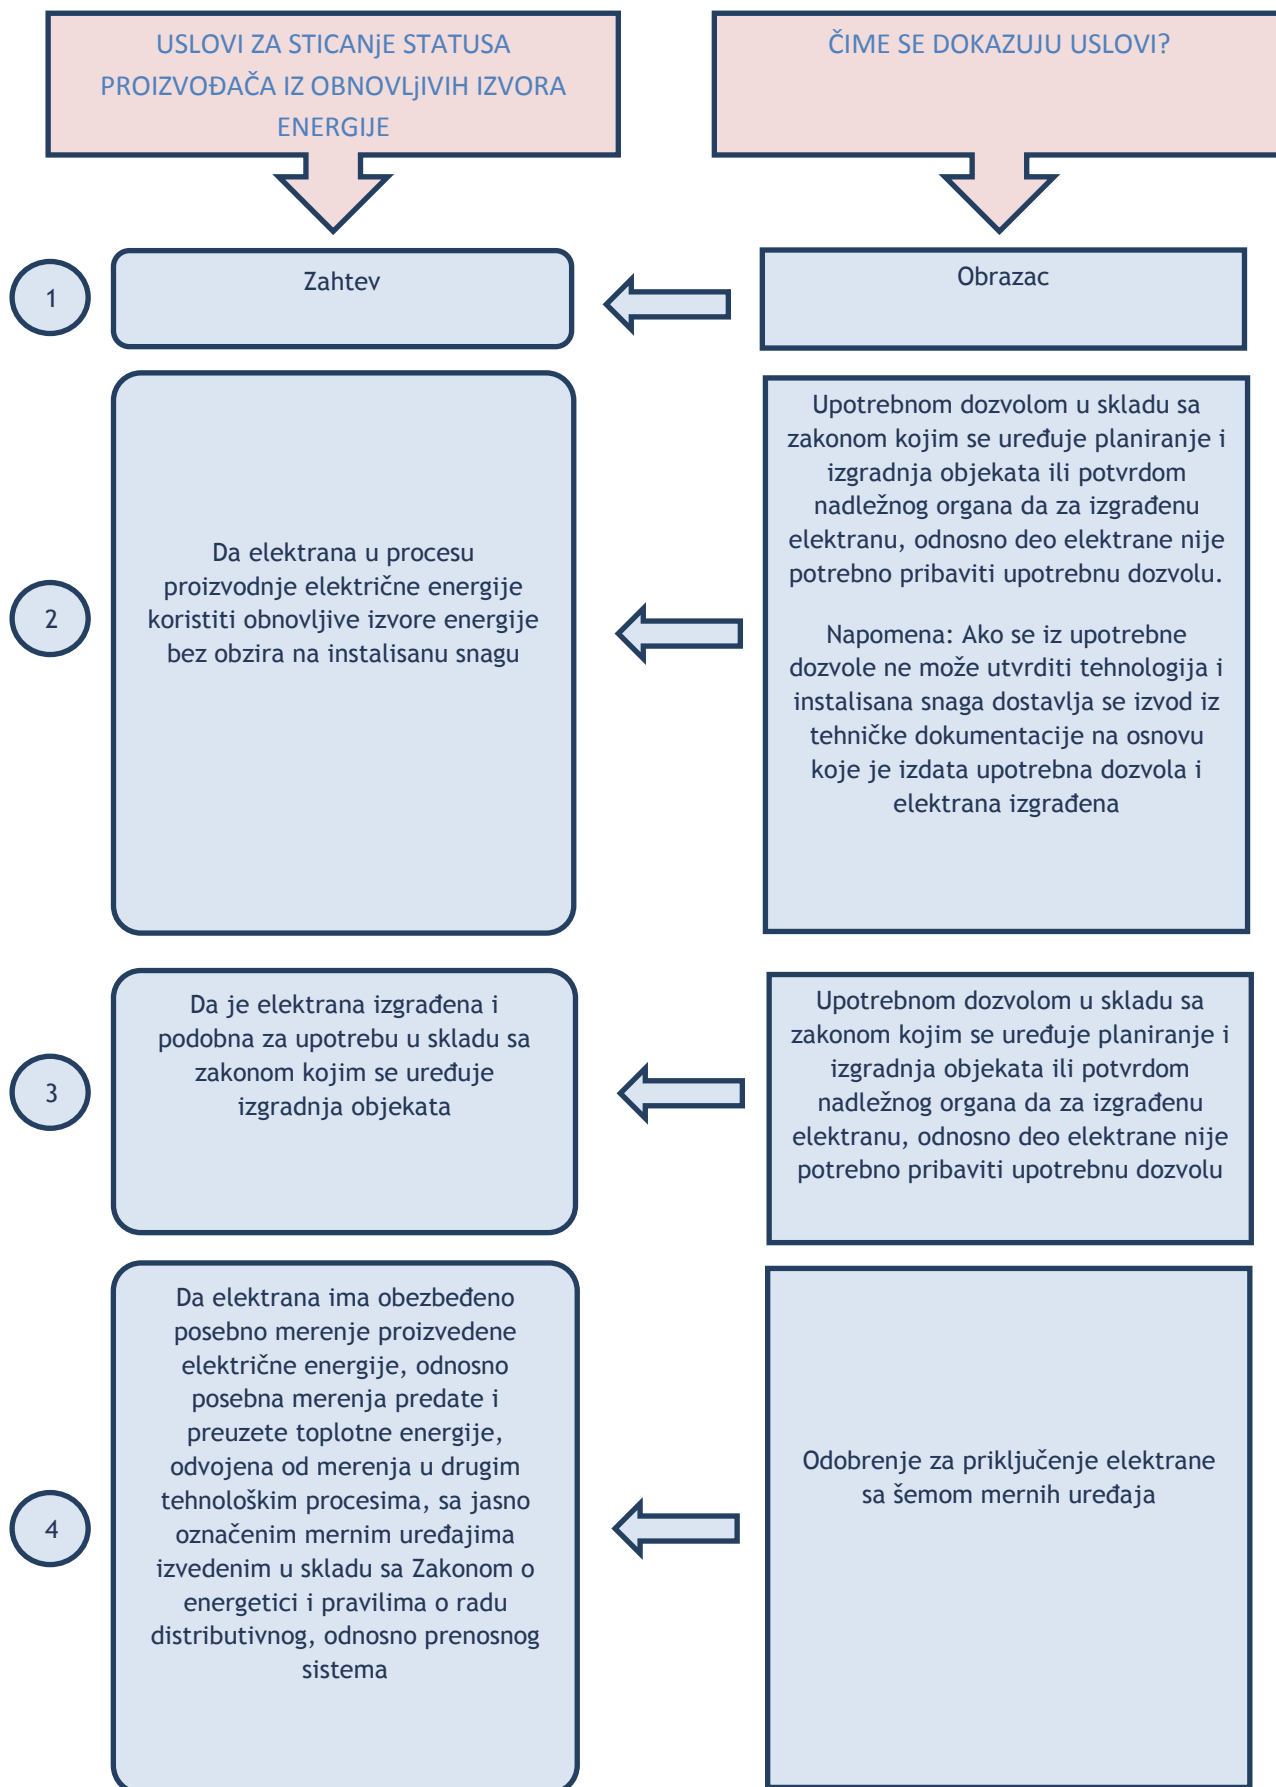 USLOVI ZA STICANjE STATUSA
PROIZVOĐAČA IZ OBNOVLjIVIH IZVORA
ENERGIJE
ČIME SE DOKAZUJU USLOVI?
1
Zahtev
Obrazac
2
Da elektrana u procesu
proizvodnje električne energije
koristiti obnovljive izvore energije
bez obzira na instalisanu snagu
Upotrebnom dozvolom u skladu sa
zakonom kojim se uređuje planiranje i
izgradnja objekata ili potvrdom
nadležnog organa da za izgrađenu
elektranu, odnosno deo elektrane nije
potrebno pribaviti upotrebnu dozvolu.
Napomena: Ako se iz upotrebne
dozvole ne može utvrditi tehnologija i
instalisana snaga dostavlja se izvod iz
tehničke dokumentacije na osnovu
koje je izdata upotrebna dozvola i
elektrana izgrađena
3
Da je elektrana izgrađena i
podobna za upotrebu u skladu sa
zakonom kojim se uređuje
izgradnja objekata
Upotrebnom dozvolom u skladu sa
zakonom kojim se uređuje planiranje i
izgradnja objekata ili potvrdom
nadležnog organa da za izgrađenu
elektranu, odnosno deo elektrane nije
potrebno pribaviti upotrebnu dozvolu
4
Da elektrana ima obezbeđeno
posebno merenje proizvedene
električne energije, odnosno
posebna merenja predate i
preuzete toplotne energije,
odvojena od merenja u drugim
tehnološkim procesima, sa jasno
označenim mernim uređajima
izvedenim u skladu sa Zakonom o
energetici i pravilima o radu
distributivnog, odnosno prenosnog
sistema
Odobrenje za priključenje elektrane
sa šemom mernih uređaja